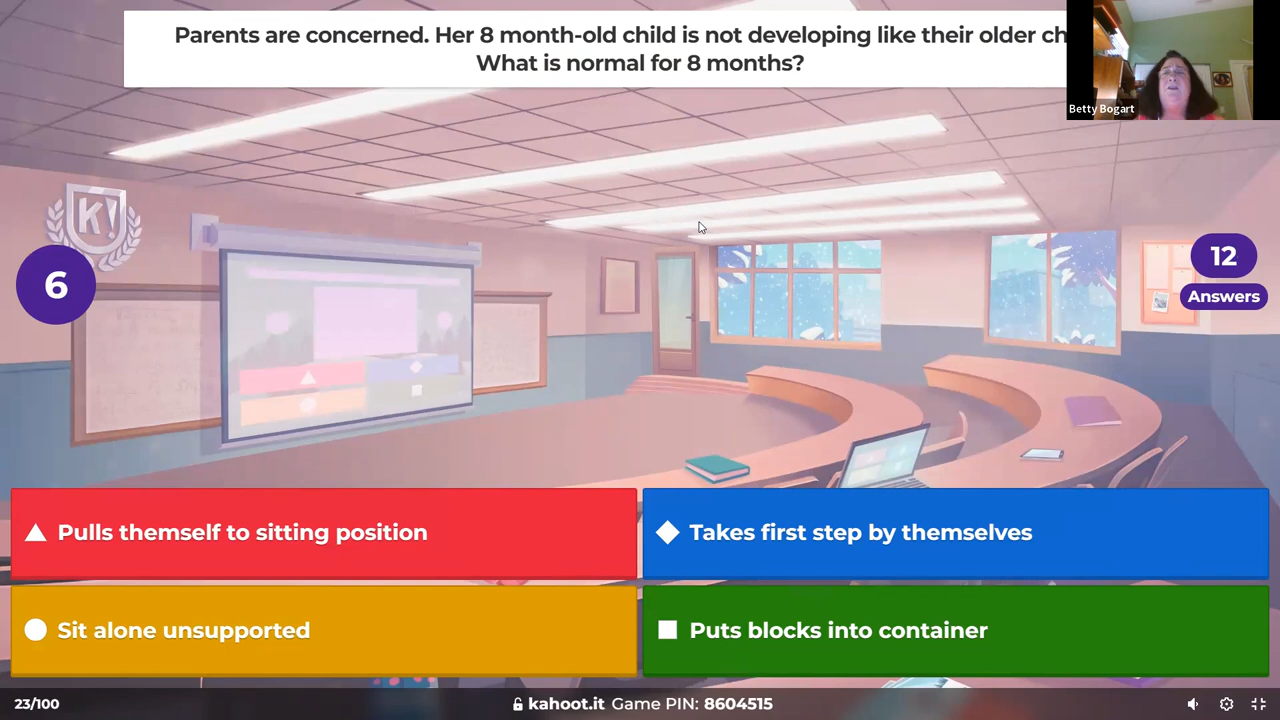 Parents are concerned. Her 8 month-old child is not developing like their older
What is normal for 8 months?
Betty Bogart
K!
6
12
Answers
Pulls themself to sitting position
Takes first step by themselves
Sit alone unsupported
Puts blocks into container
23/100
kahoot.it Game PIN: 8604515